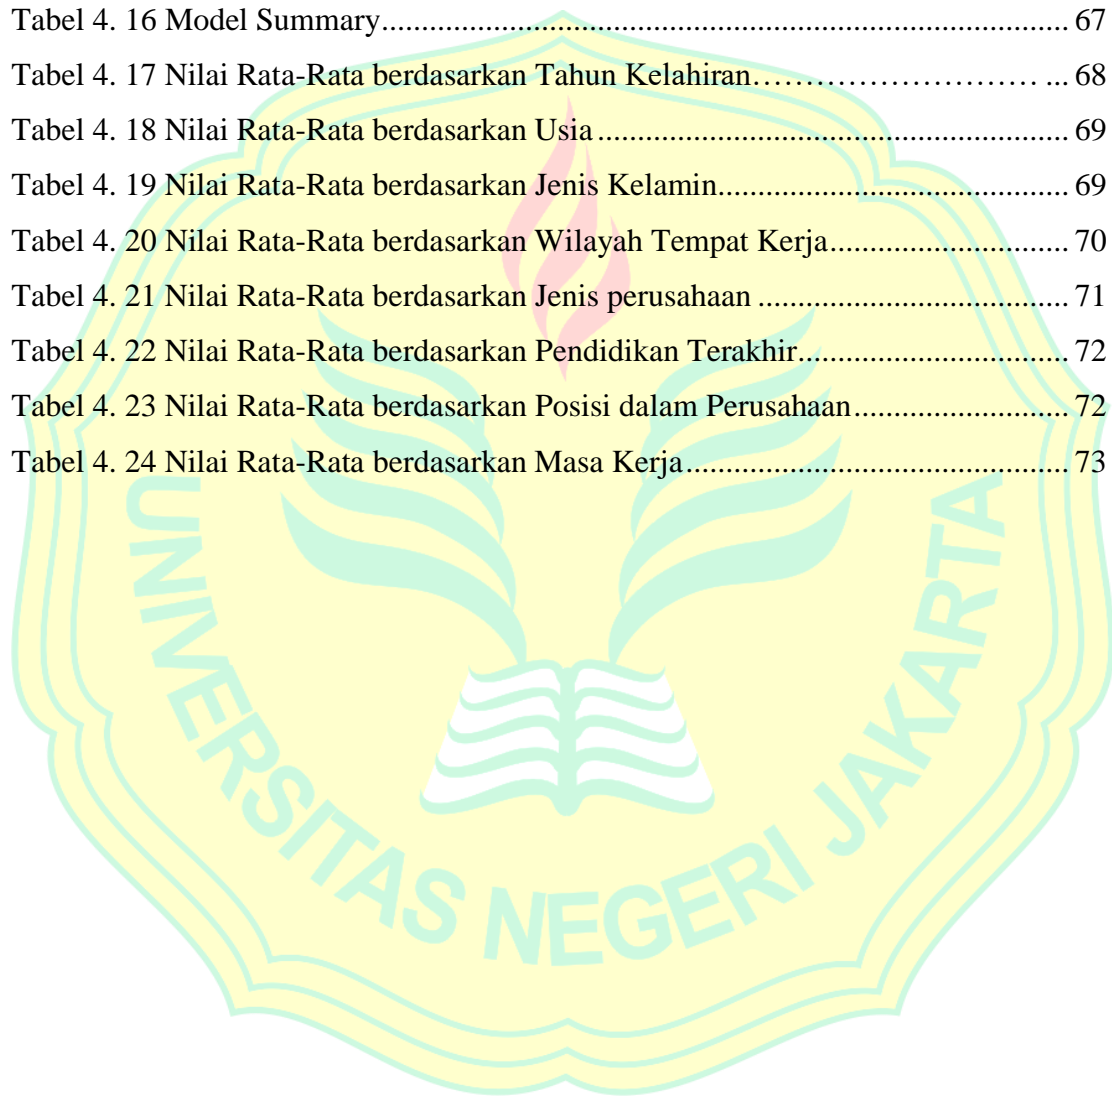 Tabel 4. 16 Model Summary...................................................................................... 67
Tabel 4. 17 Nilai Rata-Rata berdasarkan Tahun Kelahiran……………………… ... 68
Tabel 4. 18 Nilai Rata-Rata berdasarkan Usia........................................................... 69
Tabel 4. 19 Nilai Rata-Rata berdasarkan Jenis Kelamin............................................ 69
Tabel 4. 20 Nilai Rata-Rata berdasarkan Wilayah Tempat Kerja.............................. 70
Tabel 4. 21 Nilai Rata-Rata berdasarkan Jenis perusahaan ....................................... 71
Tabel 4. 22 Nilai Rata-Rata berdasarkan Pendidikan Terakhir.................................. 72
Tabel 4. 23 Nilai Rata-Rata berdasarkan Posisi dalam Perusahaan........................... 72
Tabel 4. 24 Nilai Rata-Rata berdasarkan Masa Kerja................................................ 73
UNIVERSITAS NEGERI JAKARTA